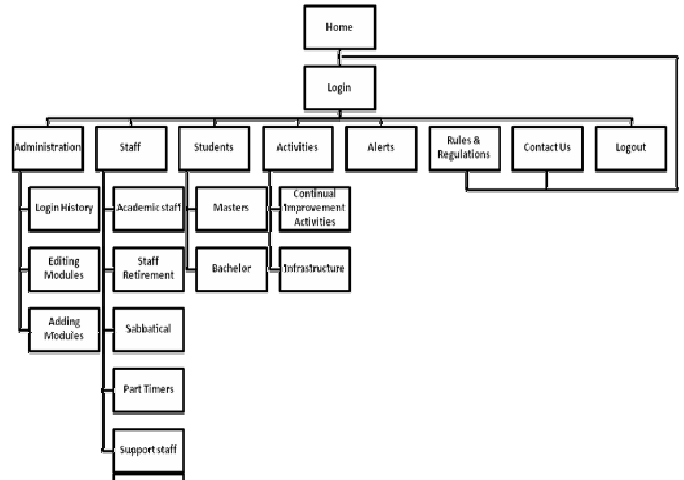 Home
Login
Administration
Staff
Students
Activities
Alerts
Rules &
Regulations
Contact Us
Logout
Login History
Academic staff
Masters
Continual
Improvement
Activities
Editing
Modules
Staff
Retirement
Bachelor
Infrastructure
Adding
Modules
Sabbatical
Part Timers
Support staff